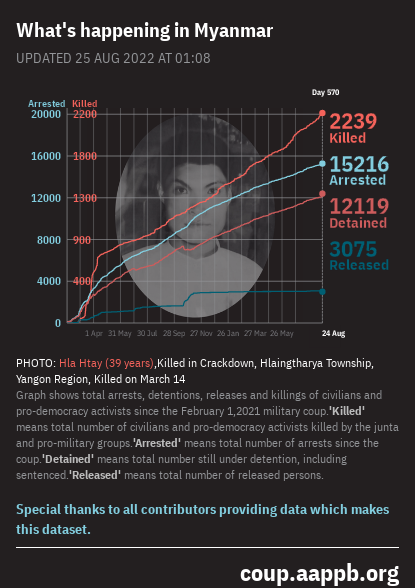 What's happening in Myanmar
UPDATED 25 AUG 2022 AT 01:08
Day 570
Arrested Killed
20000 2200
16000 1800
12000 1300
8000 900
4000 400
0
2239
Killed
15216
Arrested
12119
Detained
3075
Released
1 Apr 31 May 30 Jul 28 Sep 27 Nov 26 Jan 27 Mar 26 May 24 Aug
PHOTO: Hla Htay (39 years),Killed in Crackdown, Hlaingtharya Township,
Yangon Region, Killed on March 14
Graph shows total arrests, detentions, releases and killings of civilians and
pro-democracy activists since the February 1,2021 military coup.'Killed'
means total number of civilians and pro-democracy activists killed by the junta
and pro-military groups.'Arrested' means total number of arrests since the
coup.'Detained' means total number still under detention, including
sentenced.'Released' means total number of released persons.
Special thanks to all contributors providing data which makes
this dataset.
coup.aappb.org